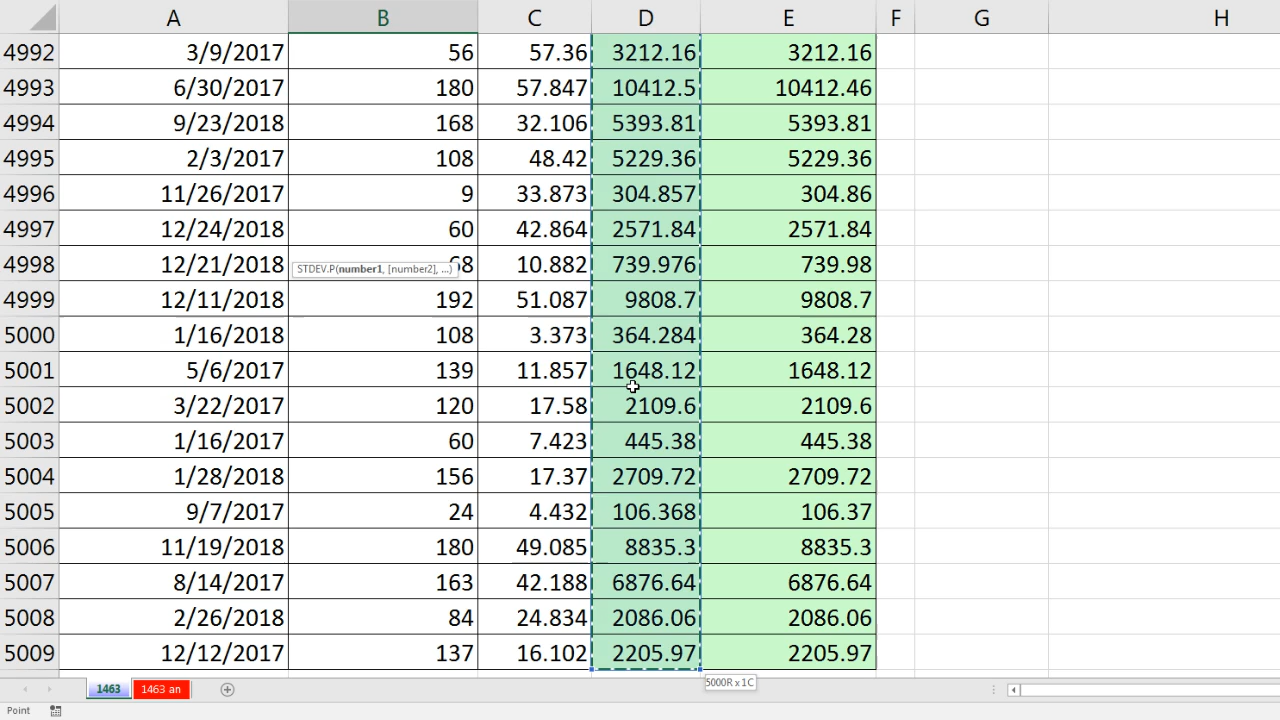 A B C D E F G H
4992 3/9/2017 56 57.36 3212.16 3212.16
4993 6/30/2017 180 57.847 10412.5 10412.46
4994 9/23/2018 168 32.106 5393.81 5393.81
4995 2/3/2017 108 48.42 5229.36 5229.36
4996 11/26/2017 9 33.873 304.857 304.86
4997 12/24/2018 60 42.864 2571.84 2571.84
4998 12/21/2018 STDEV.P(number1, [number2], ...) 68 10.882 739.976 739.98
4999 12/11/2018 192 51.087 9808.7 9808.7
5000 1/16/2018 108 3.373 364.284 364.28
5001 5/6/2017 139 11.857 1648.12 1648.12
5002 3/22/2017 120 17.58 2109.6 2109.6
5003 1/16/2017 60 7.423 445.38 445.38
5004 1/28/2018 156 17.37 2709.72 2709.72
5005 9/7/2017 24 4.432 106.368 106.37
5006 11/19/2018 180 49.085 8835.3 8835.3
5007 8/14/2017 163 42.188 6876.64 6876.64
5008 2/26/2018 84 24.834 2086.06 2086.06
5009 12/12/2017 137 16.102 2205.97 2205.97
5000R x 1C
1463 1463 an
Point